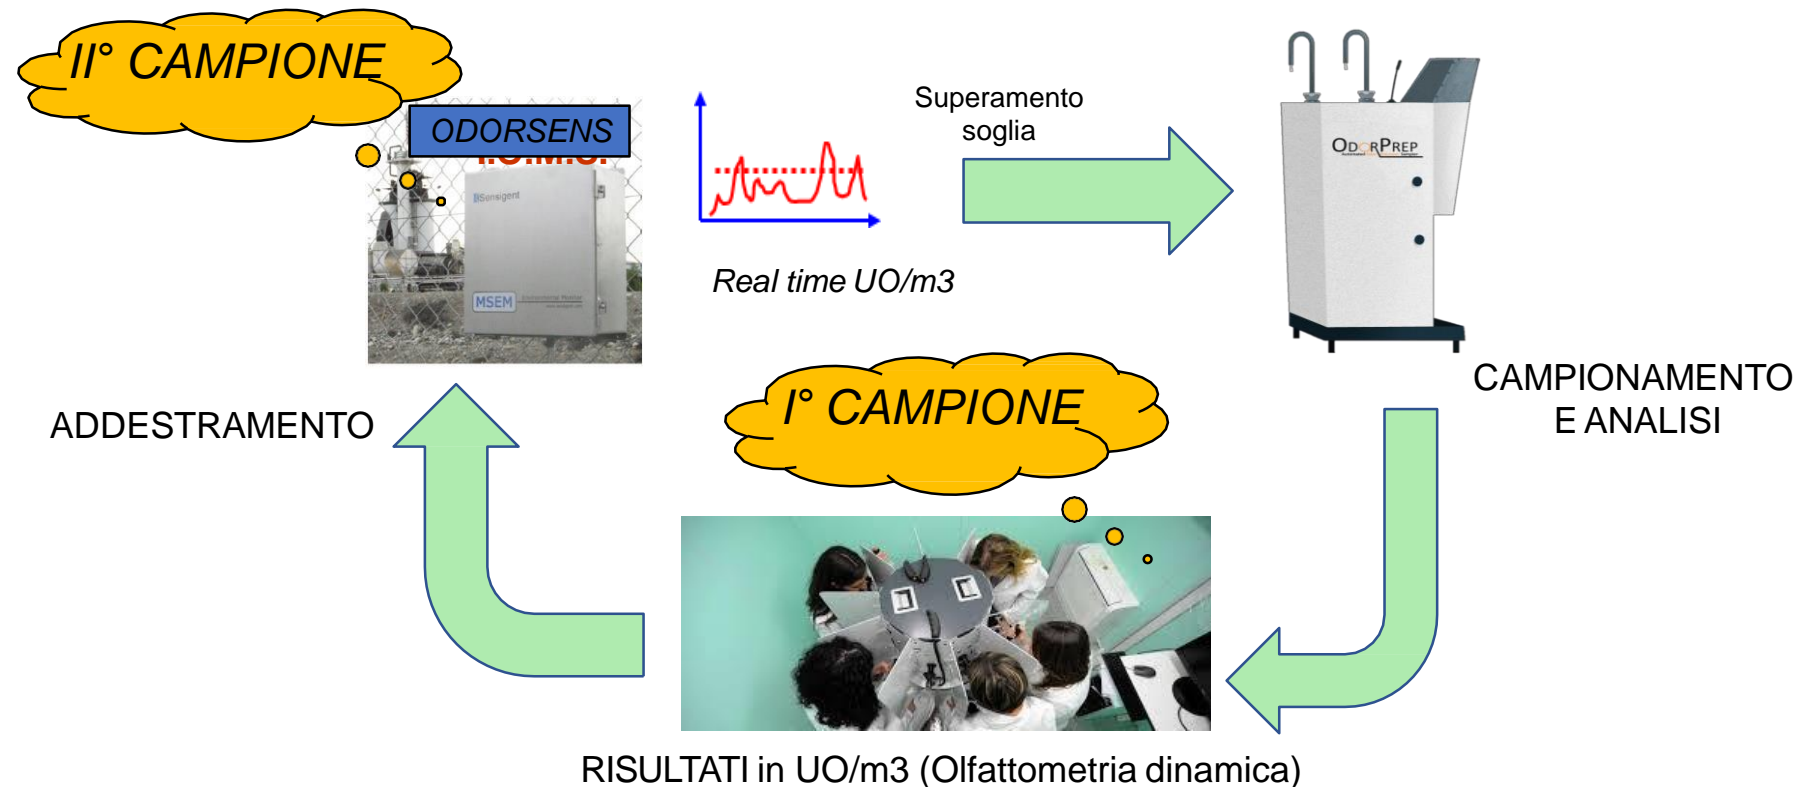 II° CAMPIONE
ODORSENS
Sensigent
MSEM
Superamento
soglia
Real time UO/m3
ODORPREP
CAMPIONAMENTO
E ANALISI
I° CAMPIONE
ADDESTRAMENTO
RISULTATI in UO/m3 (Olfattometria dinamica)